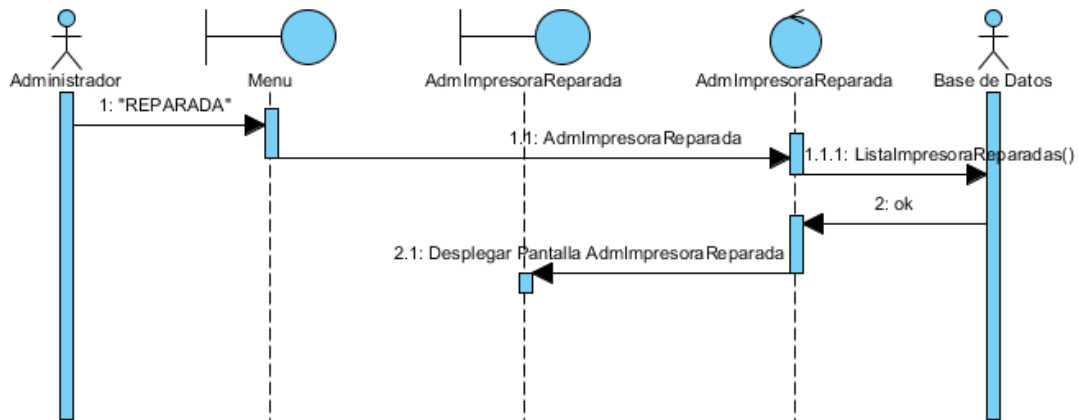 Administrador
Menu
AdmImpresoraReparada
AdmImpresoraReparada
Base de Datos
1: "REPARADA"
1.1: AdmImpresoraReparada
1.1.1: ListaImpresoraReparadas()
2: ok
2.1: Desplegar Pantalla AdmImpresoraReparada